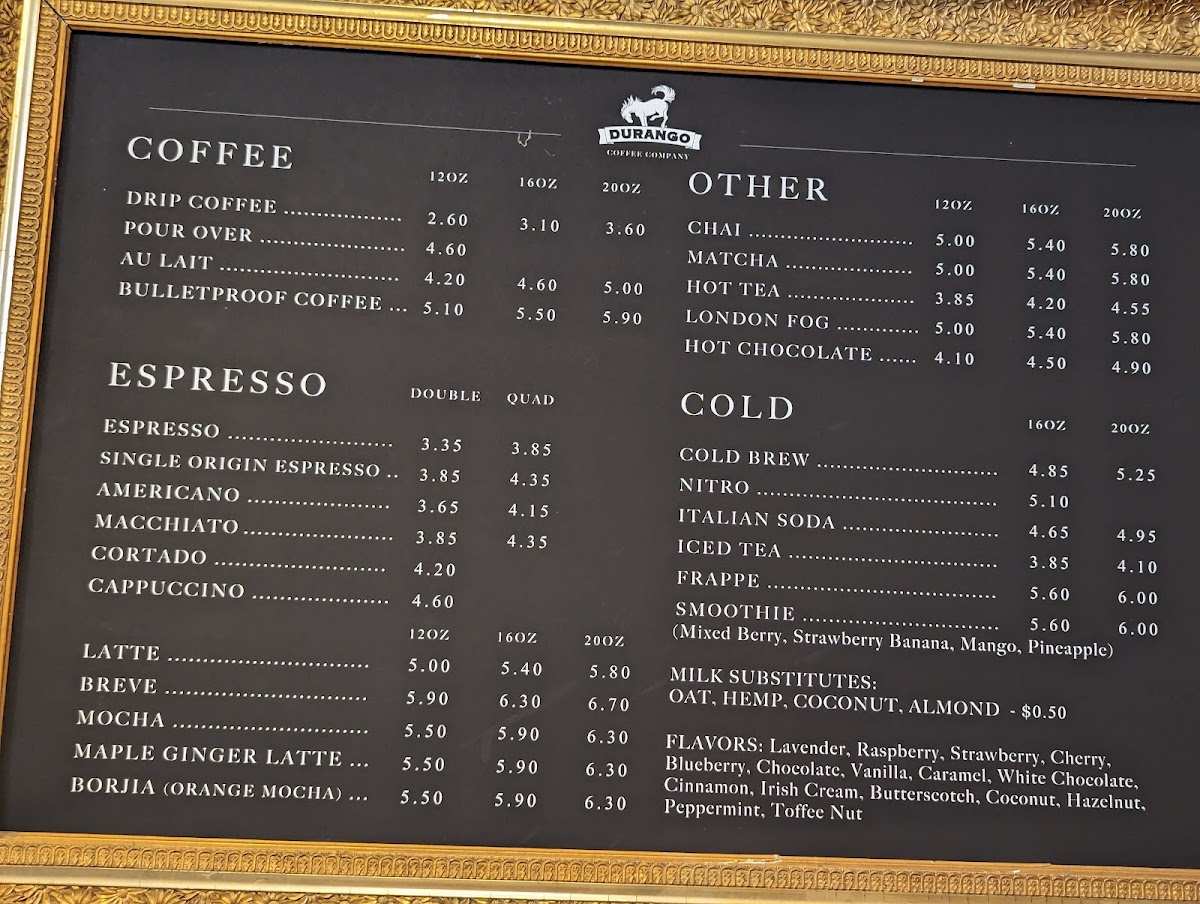 DURANGO
COFFEE COMPANY
COFFEE 12OZ 16OZ 20OZ
DRIP COFFEE .................. 2.60 3.10 3.60
POUR OVER ...................... 4.60
AU LAIT ........................... 4.20 4.60 5.00
BULLETPROOF COFFEE ... 5.10 5.50 5.90
ESPRESSO DOUBLE QUAD
ESPRESSO ......................... 3.35 3.85
SINGLE ORIGIN ESPRESSO .. 3.85 4.35
AMERICANO ...................... 3.65 4.15
MACCHIATO ....................... 3.85 4.35
CORTADO .......................... 4.20
CAPPUCCINO ..................... 4.60
12OZ 16OZ 20OZ
LATTE ............................... 5.00 5.40 5.80
BREVE ............................... 5.90 6.30 6.70
MOCHA ............................. 5.50 5.90 6.30
MAPLE GINGER LATTE ... 5.50 5.90 6.30
BORJIA (ORANGE MOCHA) ... 5.50 5.90 6.30
OTHER 12OZ 16OZ 20OZ
CHAI ......................... 5.00 5.40 5.80
MATCHA ................... 5.00 5.40 5.80
HOT TEA ................... 3.85 4.20 4.55
LONDON FOG ............ 5.00 5.40 5.80
HOT CHOCOLATE ...... 4.10 4.50 4.90
COLD 16OZ 20OZ
COLD BREW ........................... 4.85 5.25
NITRO .................................... 5.10
ITALIAN SODA ....................... 4.65 4.95
ICED TEA ............................... 3.85 4.10
FRAPPE .................................. 5.60 6.00
SMOOTHIE ............................. 5.60 6.00
(Mixed Berry, Strawberry Banana, Mango, Pineapple)
MILK SUBSTITUTES:
OAT, HEMP, COCONUT, ALMOND - $0.50
FLAVORS: Lavender, Raspberry, Strawberry, Cherry,
Blueberry, Chocolate, Vanilla, Caramel, White Chocolate,
Cinnamon, Irish Cream, Butterscotch, Coconut, Hazelnut,
Peppermint, Toffee Nut